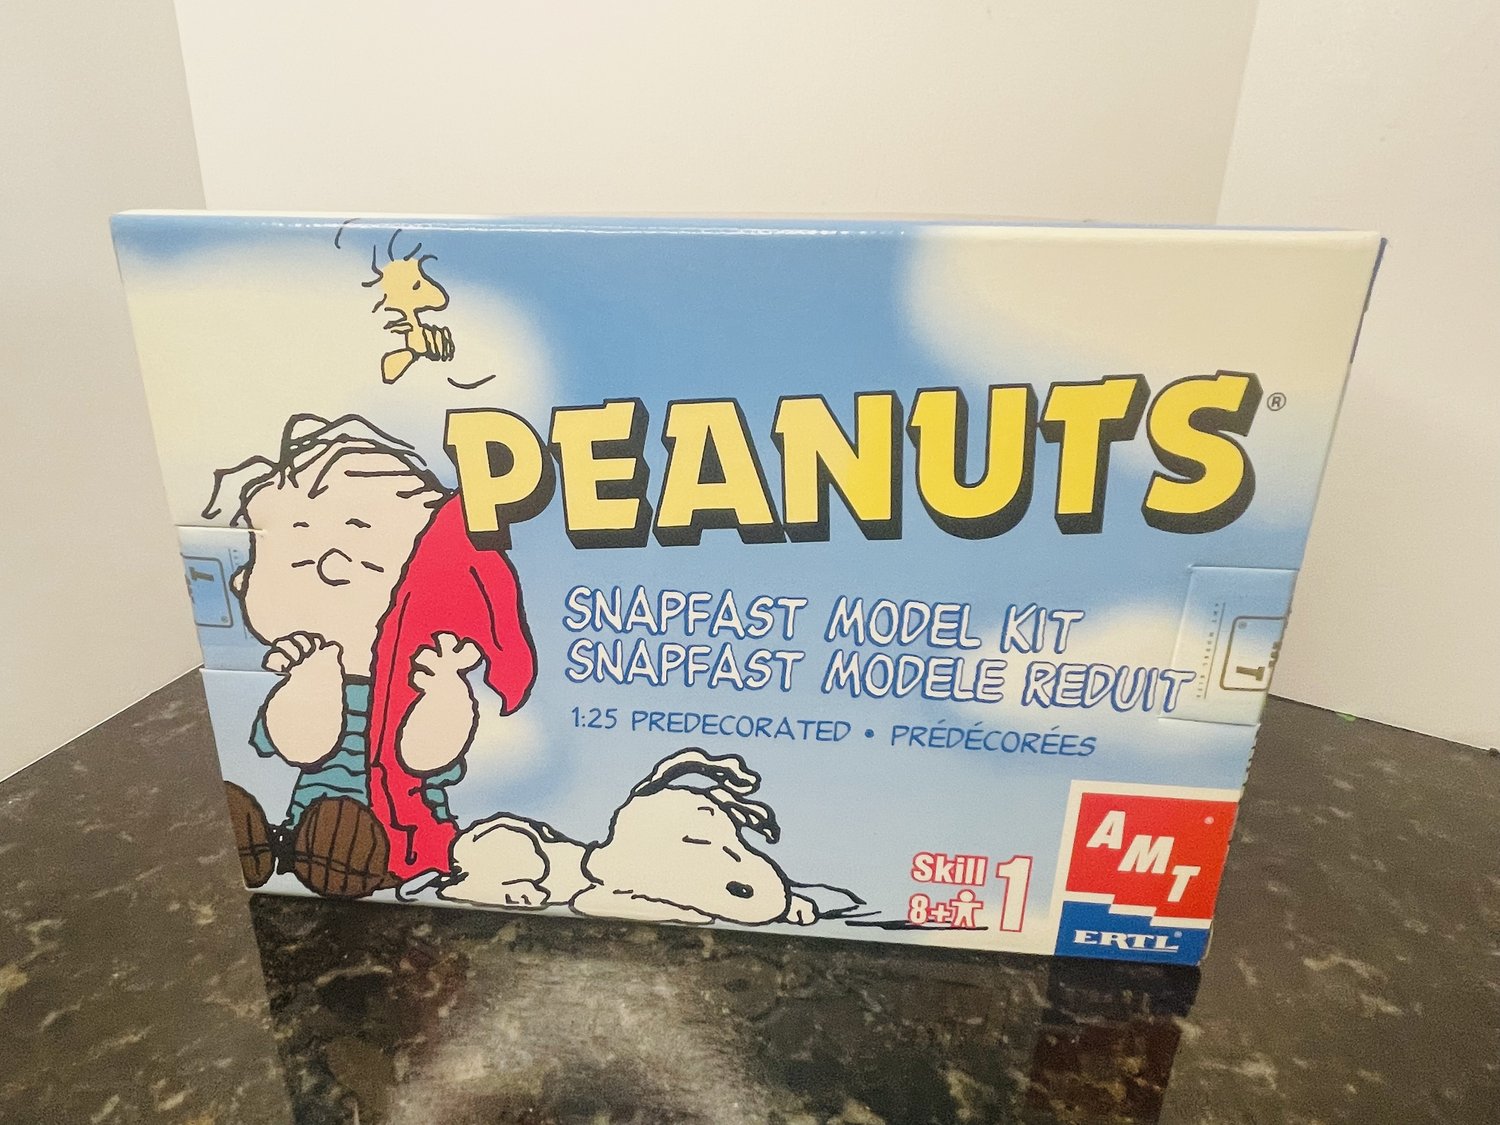 PEANUTS®
SNAPFAST MODEL KIT
SNAPFAST MODELE REDUIT
1:25 PREDECORATED • PRÉDÉCORÉES
Skill 1
8+
AMT
ERTL®
T
T